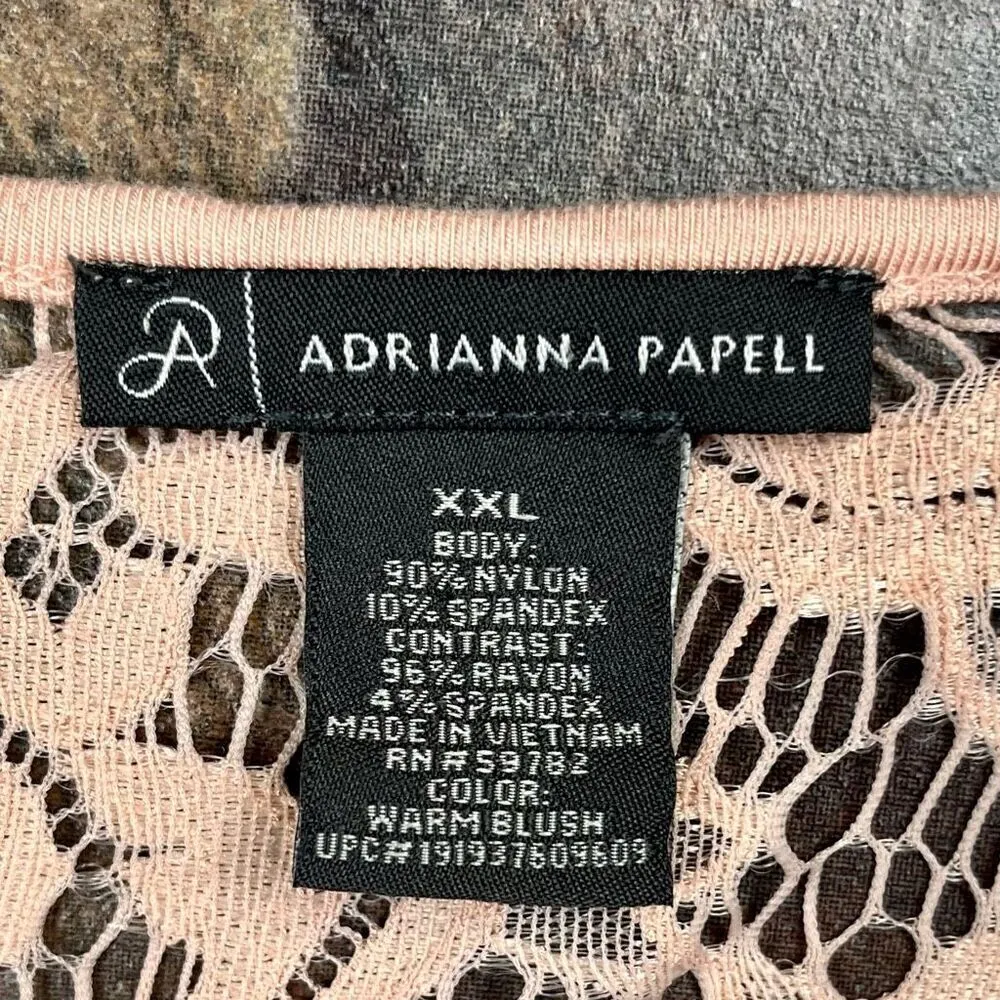 ADRIANNA PAPELL
XXL
BODY:
90% NYLON
10% SPANDEX
CONTRAST:
96% RAYON
4% SPANDEX
MADE IN VIETNAM
RN#59782
COLOR:
WARM BLUSH
UPC#191937609609